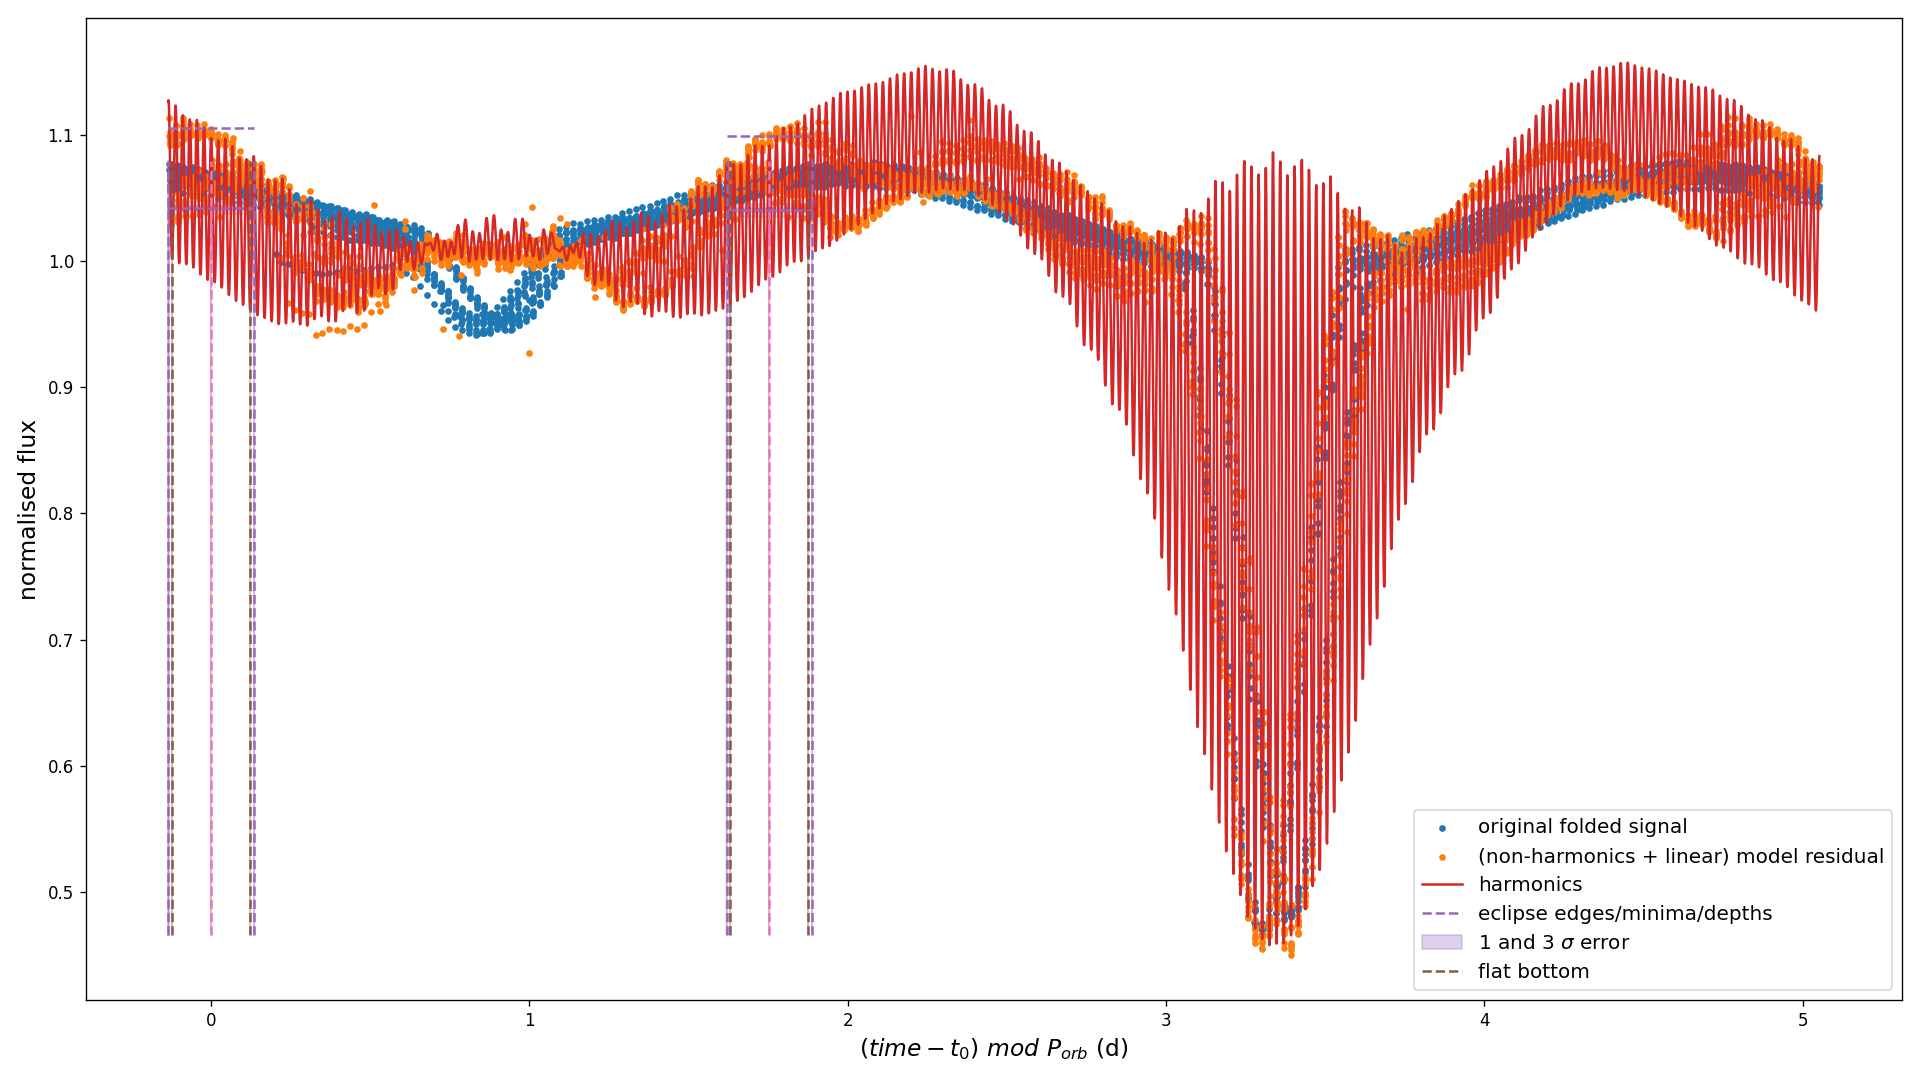 normalised flux
1.1
1.0
0.9
0.8
0.7
0.6
0.5
original folded signal
(non-harmonics + linear) model residual
harmonics
eclipse edges/minima/depths
1 and 3 σ error
flat bottom
0 1 2 3 4 5
(time − t₀) mod Pₒᵣb (d)